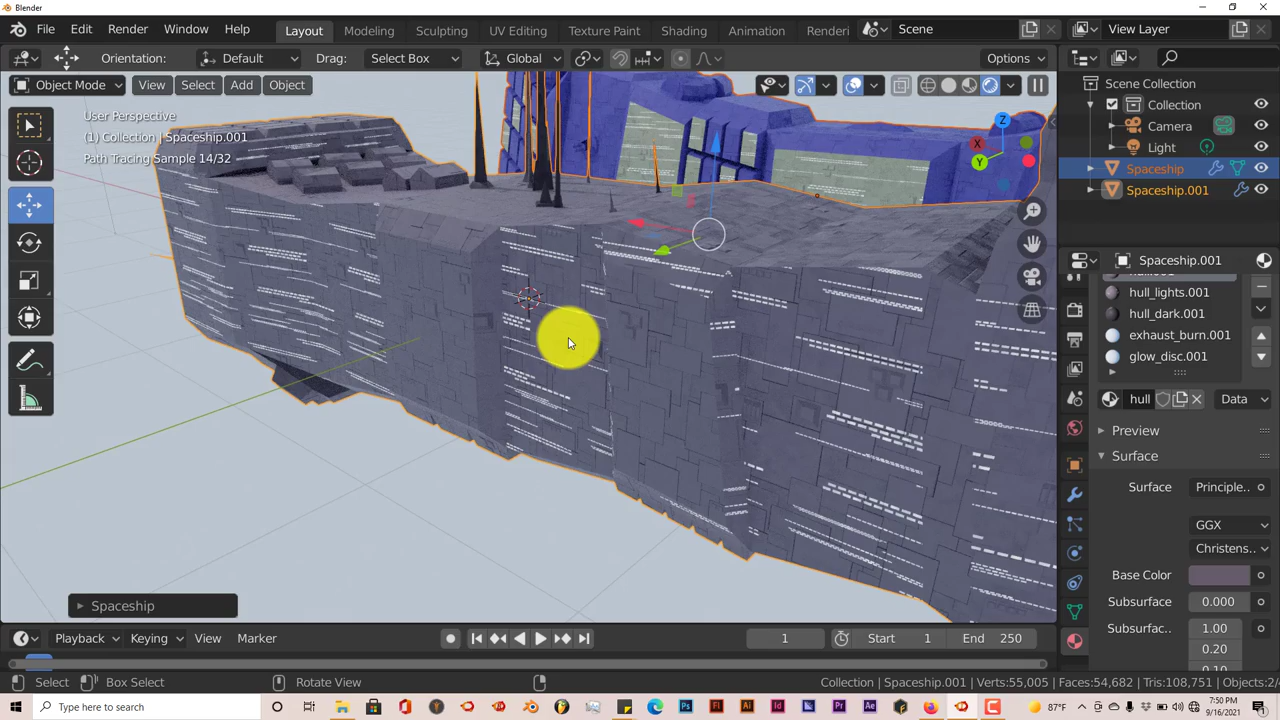 Blender
File Edit Render Window Help Layout Modeling Sculpting UV Editing Texture Paint Shading Animation Renderi Scene View Layer
Orientation: Default Drag: Select Box Global Options
Object Mode View Select Add Object
User Perspective
(1) Collection | Spaceship.001
Path Tracing Sample 14/32
Z
X
Y
Scene Collection
Collection
Camera
Light
Spaceship
Spaceship.001
Spaceship.001
hull_lights.001
hull_dark.001
exhaust_burn.001
glow_disc.001
hull Data
Preview
Surface
Surface Principle..
GGX
Christens...
Base Color
Subsurface 0.000
Subsurfac.. 1.00
0.20
Spaceship
Playback Keying View Marker 1 Start 1 End 250
Select Box Select Rotate View Collection | Spaceship.001 Verts:55,005 | Faces:54,682 | Tris:108,751 | Objects:2/
Type here to search 87°F 7:50 PM
9/16/2021